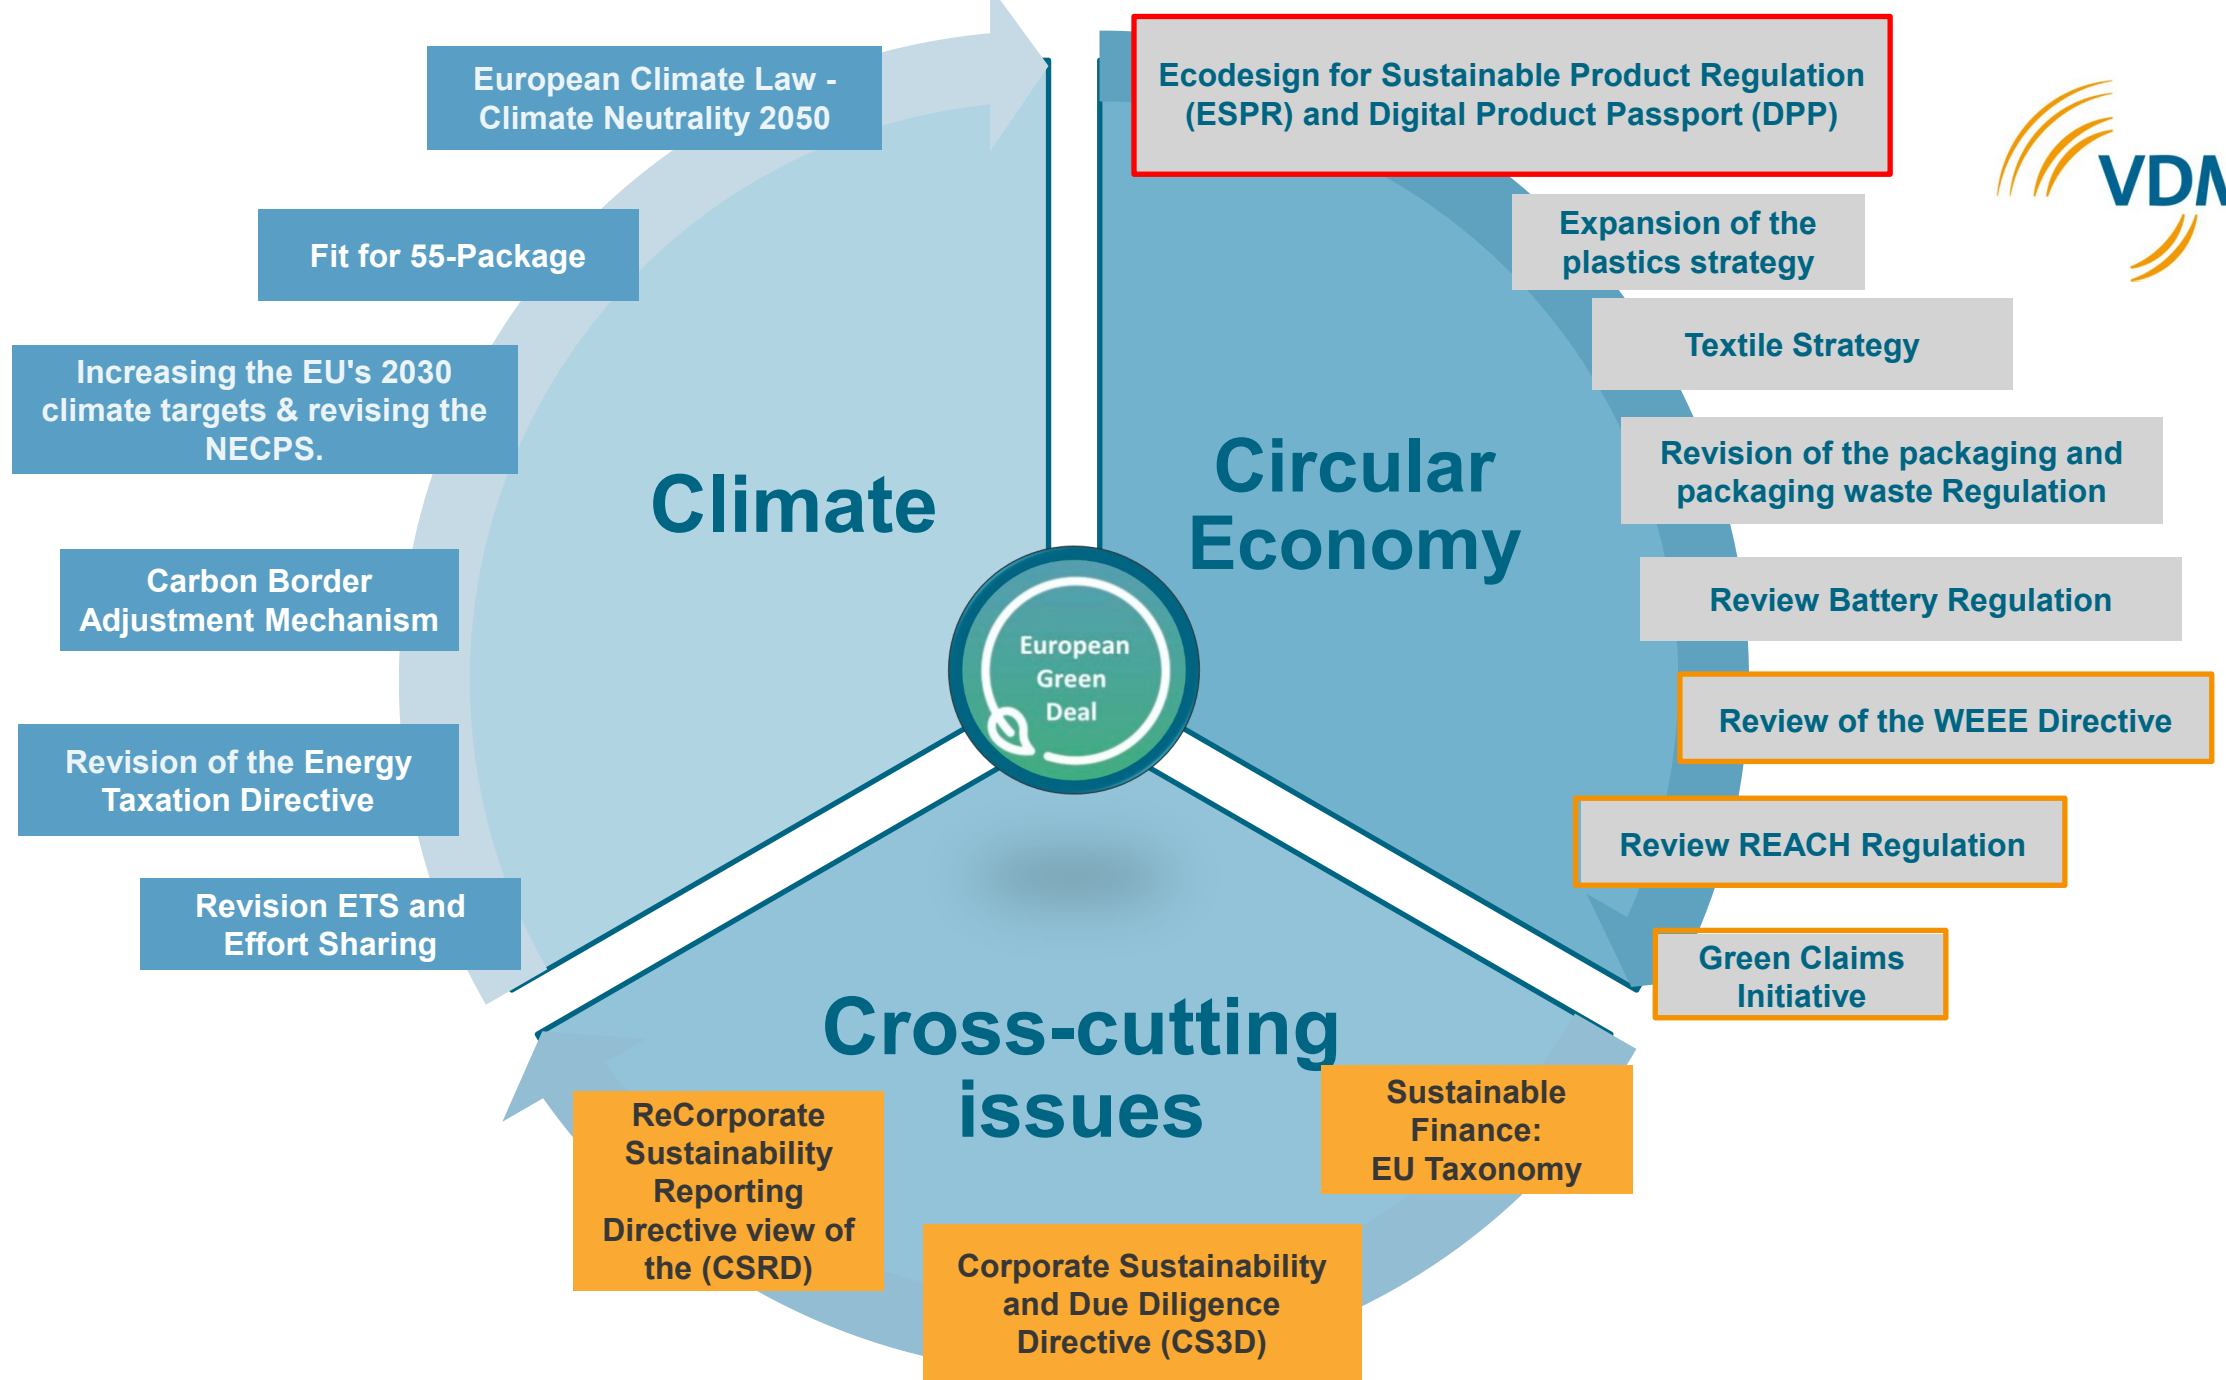 European Climate Law -
Climate Neutrality 2050
Fit for 55-Package
Increasing the EU's 2030
climate targets & revising the
NECPS.
Carbon Border
Adjustment Mechanism
Revision of the Energy
Taxation Directive
Revision ETS and
Effort Sharing
Climate
Ecodesign for Sustainable Product Regulation
(ESPR) and Digital Product Passport (DPP)
Expansion of the
plastics strategy
Textile Strategy
Revision of the packaging and
packaging waste Regulation
Review Battery Regulation
Review of the WEEE Directive
Review REACH Regulation
Green Claims
Initiative
Circular
Economy
European
Green
Deal
Cross-cutting
issues
Sustainable
Finance:
EU Taxonomy
Corporate Sustainability
and Due Diligence
Directive (CS3D)
ReCorporate
Sustainability
Reporting
Directive view of
the (CSRD)